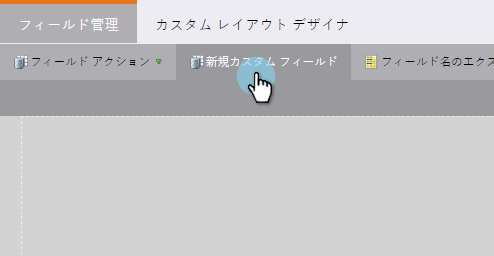 フィールド管理 カスタム レイアウト デザイナ
フィールド アクション 新規カスタム フィールド フィールド名のエクス